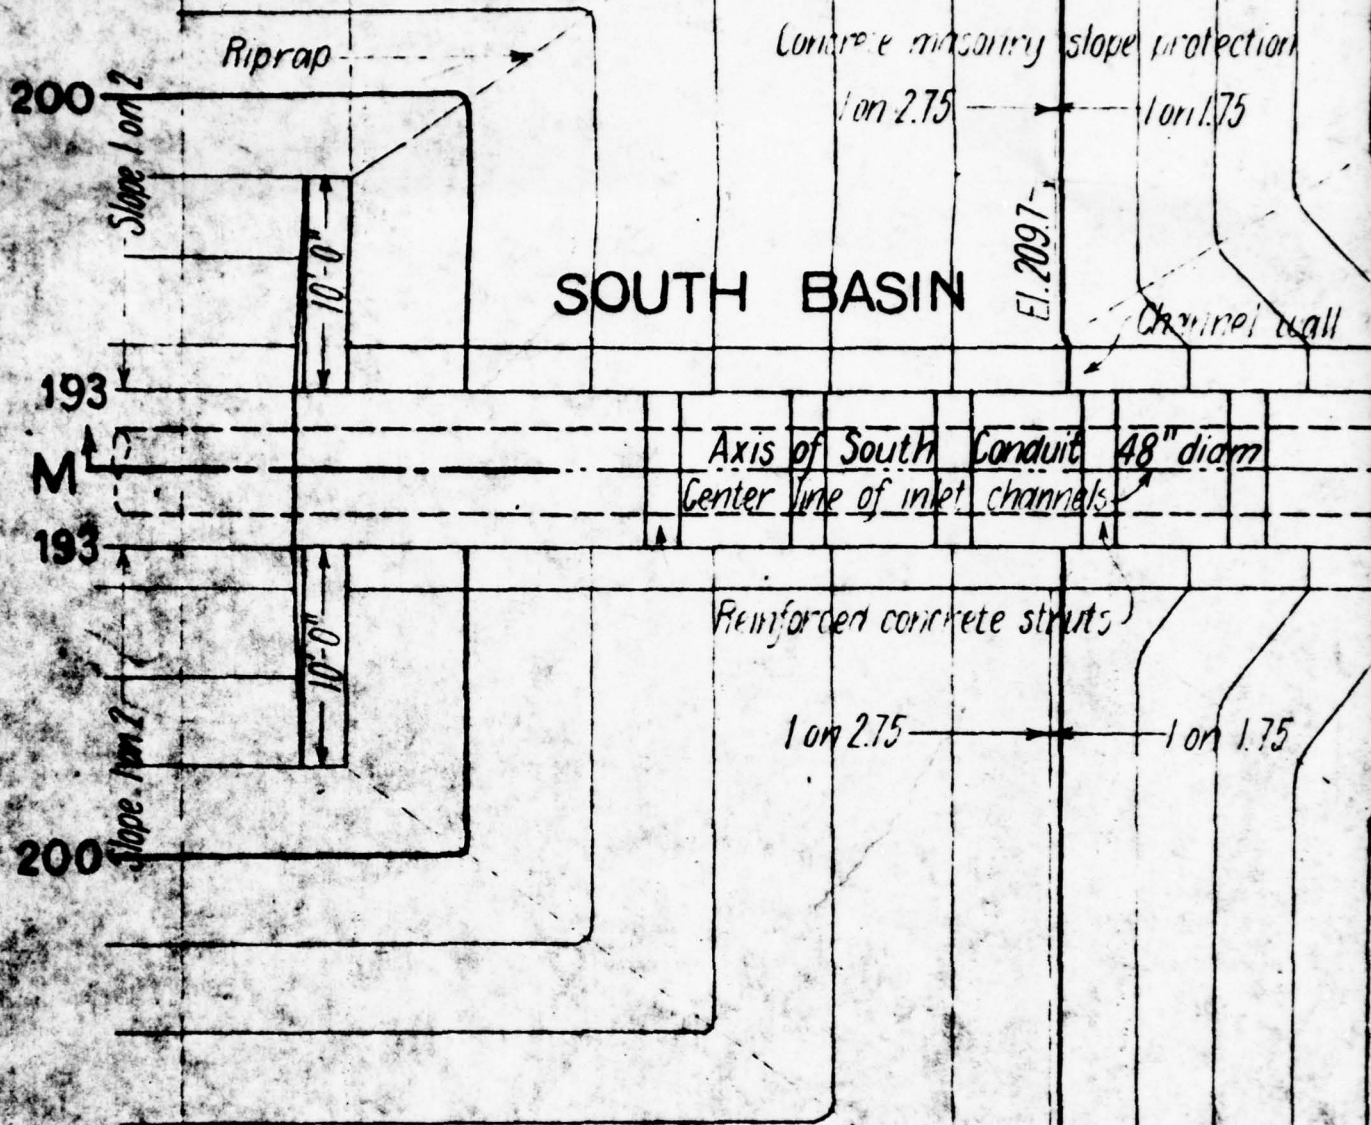 Riprap
Concrete masonry slope protection
200
Slope 1 on 2
1 on 2.75
1 on 1.75
10'-0"
El. 209.7
SOUTH BASIN
Channel wall
193
M
Axis of South Conduit 48" diam
Center line of inlet channels
193
Reinforced concrete struts
10'-0"
Slope 1 on 2
1 on 2.75
1 on 1.75
200